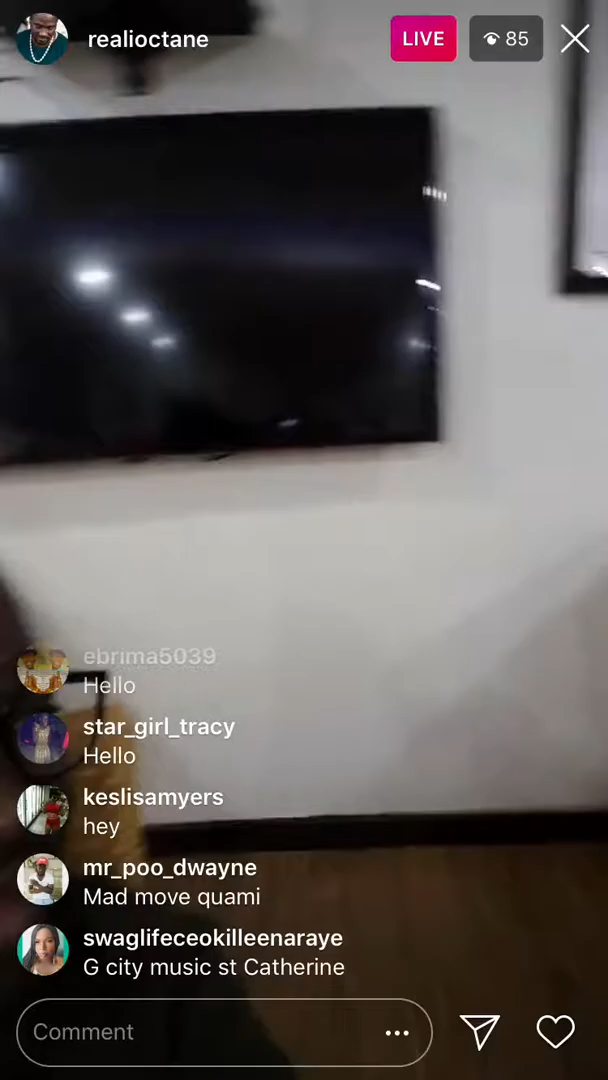 realioctane
LIVE
85
ebrima5039
Hello
star_girl_tracy
Hello
keslisamyers
hey
mr_poo_dwayne
Mad move quami
swaglifeceokilleenaraye
G city music st Catherine
Comment